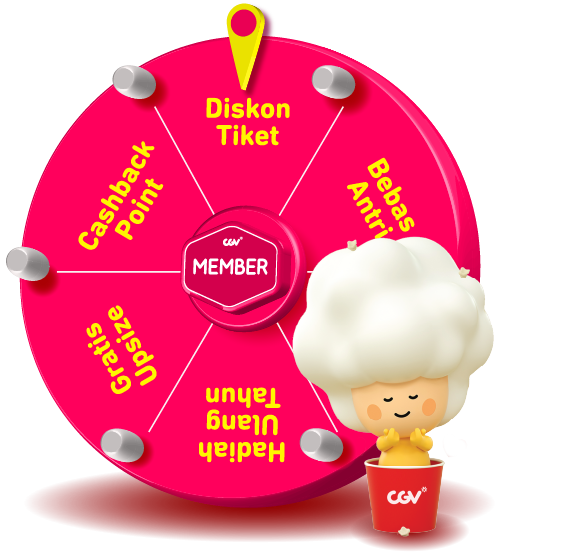 Diskon
Tiket
Bebas
Antri
Cashback
Point
CGV
MEMBER
Gratis
Upsize
Hadiah
Ulang
Tahun
CGV